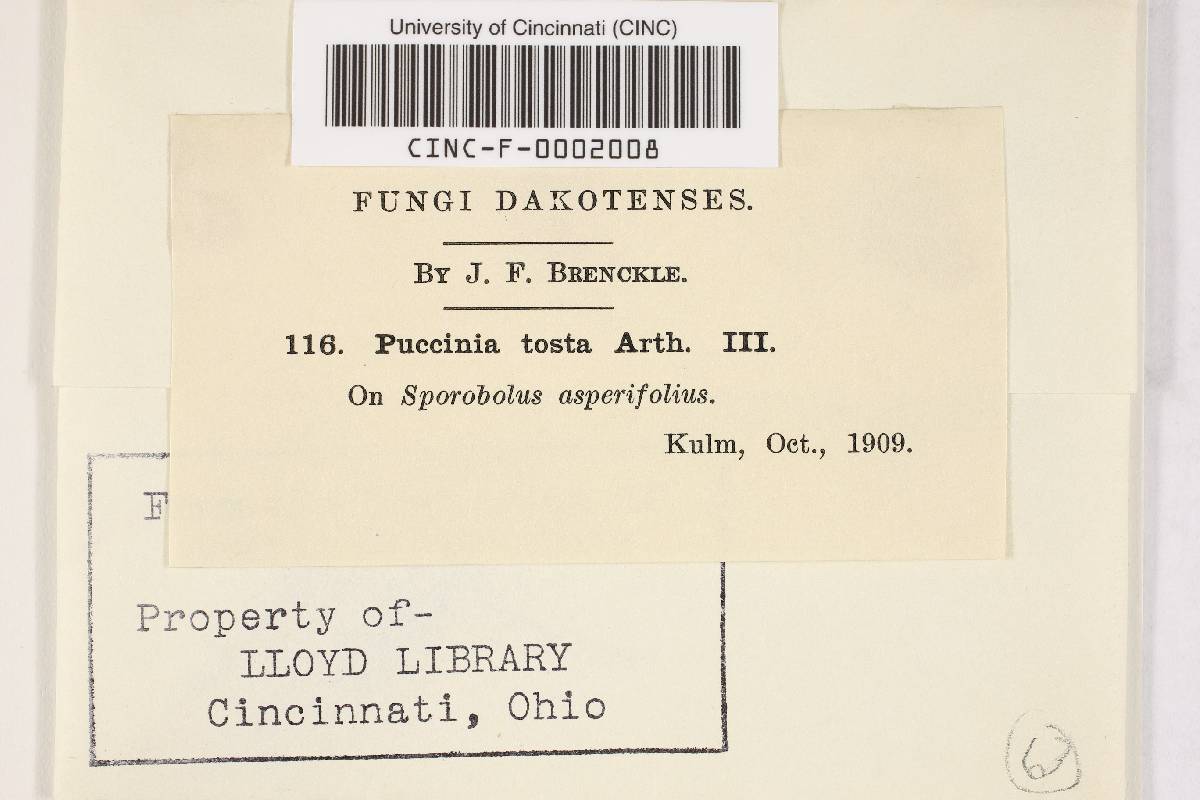 University of Cincinnati (CINC)
CINC-F-0002008
FUNGI DAKOTENSES.
BY J. F. BRENCKLE.
116. Puccinia tosta Arth. III.
On Sporobolus asperifolius.
Kulm, Oct., 1909.
F
Property of-
LLOYD LIBRARY
Cincinnati, Ohio